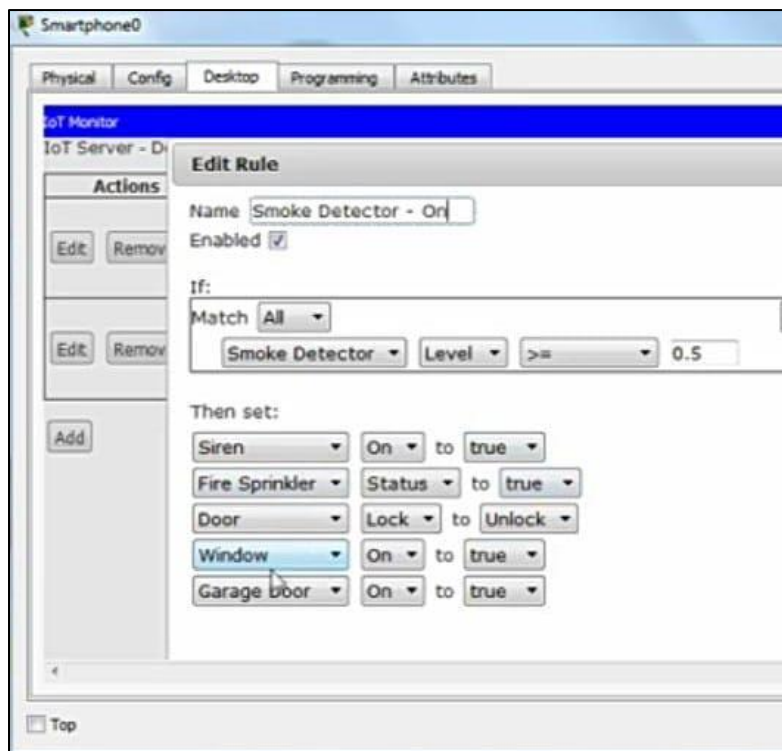 Smartphone0
Physical Config Desktop Programming Attributes
IoT Monitor
IoT Server - D
Actions
Edit Remov
Edit Remov
Add
Edit Rule
Name Smoke Detector - On
Enabled
If:
Match All
Smoke Detector Level >= 0.5
Then set:
Siren On to true
Fire Sprinkler Status to true
Door Lock to Unlock
Window On to true
Garage Door On to true
Top